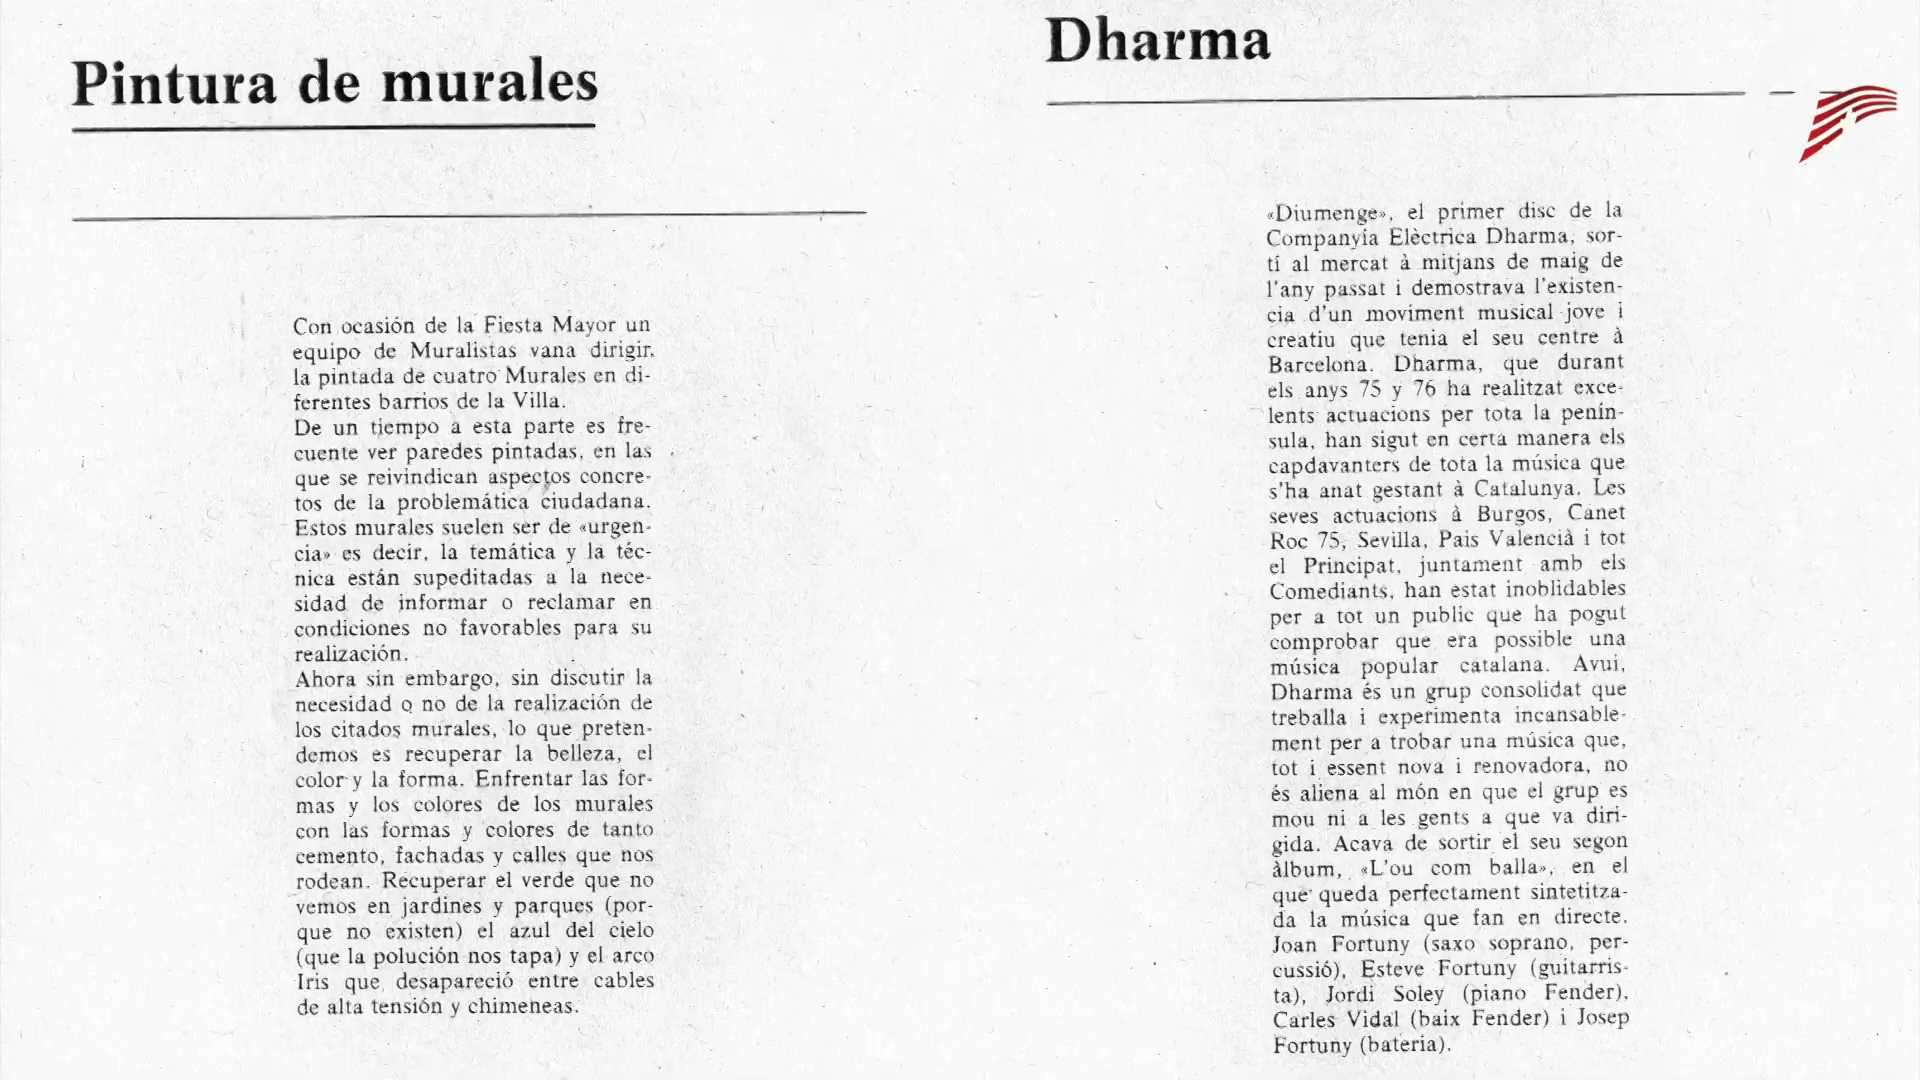 Pintura de murales
Con ocasión de la Fiesta Mayor un
equipo de Muralistas vana dirigir.
la pintada de cuatro Murales en di-
ferentes barrios de la Villa.
De un tiempo a esta parte es fre-
cuente ver paredes pintadas, en las
que se reivindican aspectos concre-
tos de la problemática ciudadana.
Estos murales suelen ser de «urgen-
cia» es decir, la temática y la téc-
nica están supeditadas a la nece-
sidad de informar o reclamar en
condiciones no favorables para su
realización.
Ahora sin embargo, sin discutir la
necesidad o no de la realización de
los citados murales, lo que preten-
demos es recuperar la belleza, el
color y la forma. Enfrentar las for-
mas y los colores de los murales
con las formas y colores de tanto
cemento, fachadas y calles que nos
rodean. Recuperar el verde que no
vemos en jardines y parques (por-
que no existen) el azul del cielo
(que la polución nos tapa) y el arco
Iris que desapareció entre cables
de alta tensión y chimeneas.
Dharma
«Diumenge», el primer disc de la
Companyia Elèctrica Dharma, sor-
tí al mercat à mitjans de maig de
l'any passat i demostrava l'existen-
cia d'un moviment musical jove i
creatiu que tenia el seu centre à
Barcelona. Dharma, que durant
els anys 75 y 76 ha realitzat exce-
lents actuacions per tota la penín-
sula, han sigut en certa manera els
capdavanters de tota la música que
s'ha anat gestant à Catalunya. Les
seves actuacions à Burgos, Canet
Roc 75, Sevilla, Pais Valencià i tot
el Principat, juntament amb els
Comediants, han estat inoblidables
per a tot un public que ha pogut
comprobar que era possible una
música popular catalana. Avui,
Dharma és un grup consolidat que
treballa i experimenta incansable-
ment per a trobar una música que,
tot i essent nova i renovadora, no
és aliena al món en que el grup es
mou ni a les gents a que va diri-
gida. Acava de sortir el seu segon
àlbum, «L'ou com balla», en el
que queda perfectament sintetitza-
da la música que fan en directe.
Joan Fortuny (saxo soprano, per-
cussió), Esteve Fortuny (guitarris-
ta), Jordi Soley (piano Fender),
Carles Vidal (baix Fender) i Josep
Fortuny (bateria).